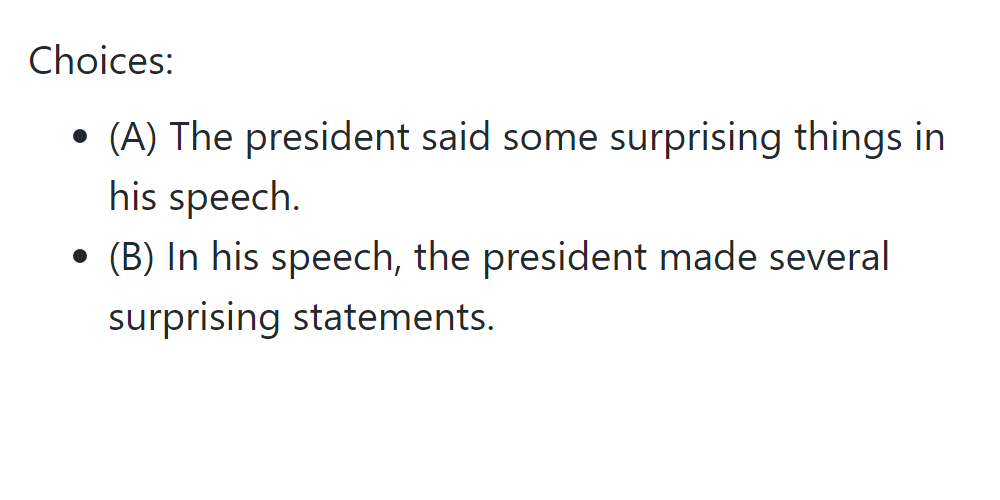 Choices:
• (A) The president said some surprising things in
his speech.
• (B) In his speech, the president made several
surprising statements.